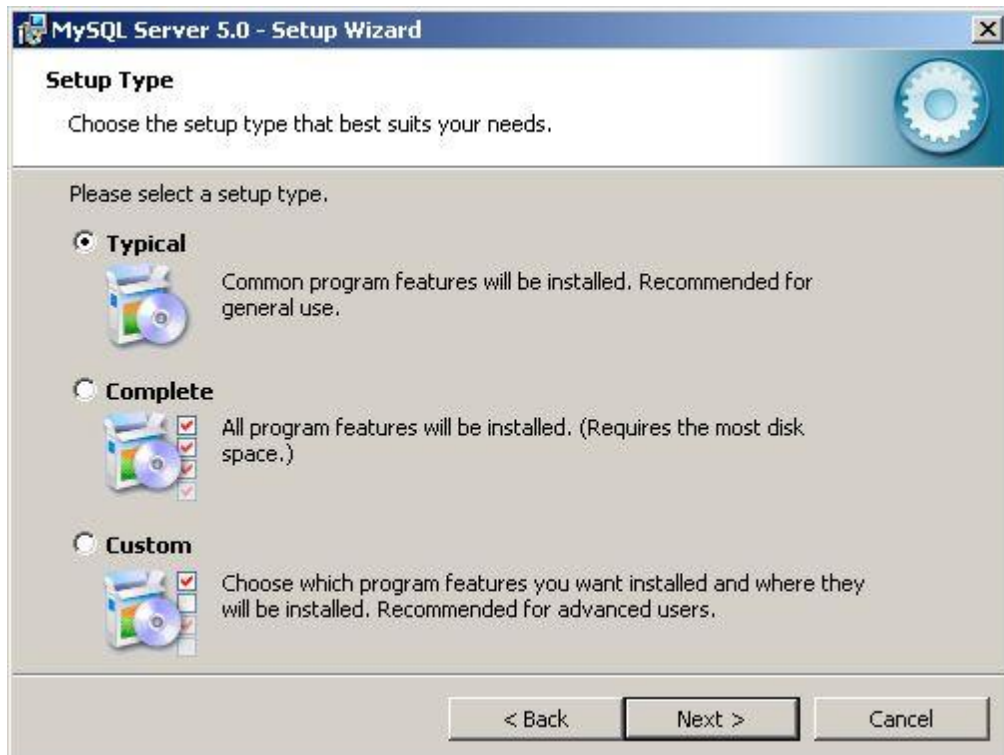 MySQL Server 5.0 - Setup Wizard
Setup Type
Choose the setup type that best suits your needs.
Please select a setup type.
Typical
Common program features will be installed. Recommended for
general use.
Complete
All program features will be installed. (Requires the most disk
space.)
Custom
Choose which program features you want installed and where they
will be installed. Recommended for advanced users.
< Back
Next >
Cancel